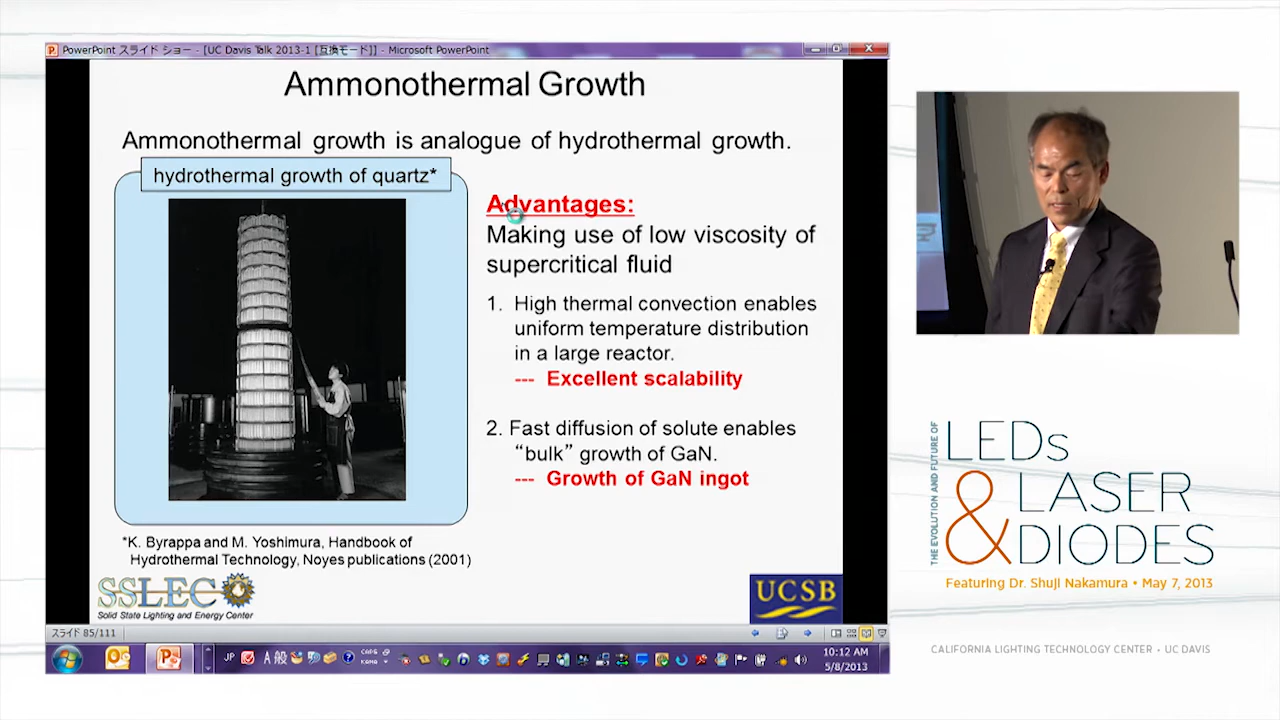 PowerPoint スライド ショー - [UC Davis Talk 2013-1 [互換モード]] - Microsoft PowerPoint
Ammonothermal Growth
Ammonothermal growth is analogue of hydrothermal growth.
hydrothermal growth of quartz*
Advantages:
Making use of low viscosity of
supercritical fluid
1. High thermal convection enables
uniform temperature distribution
in a large reactor.
--- Excellent scalability
2. Fast diffusion of solute enables
“bulk” growth of GaN.
--- Growth of GaN ingot
*K. Byrappa and M. Yoshimura, Handbook of
Hydrothermal Technology, Noyes publications (2001)
SSLEC
Solid State Lighting and Energy Center
UCSB
スライド 85/111
JP A 般 CAPS KANA 10:12 AM
5/8/2013
THE EVOLUTION AND FUTURE OF
LEDs
& LASER
DIODES
Featuring Dr. Shuji Nakamura • May 7, 2013
CALIFORNIA LIGHTING TECHNOLOGY CENTER • UC DAVIS